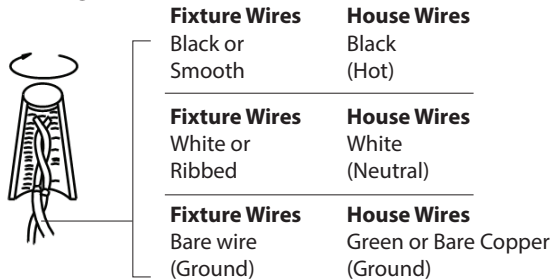 Fixture Wires House Wires
Black or Black
Smooth (Hot)
Fixture Wires House Wires
White or White
Ribbed (Neutral)
Fixture Wires House Wires
Bare wire Green or Bare Copper
(Ground) (Ground)